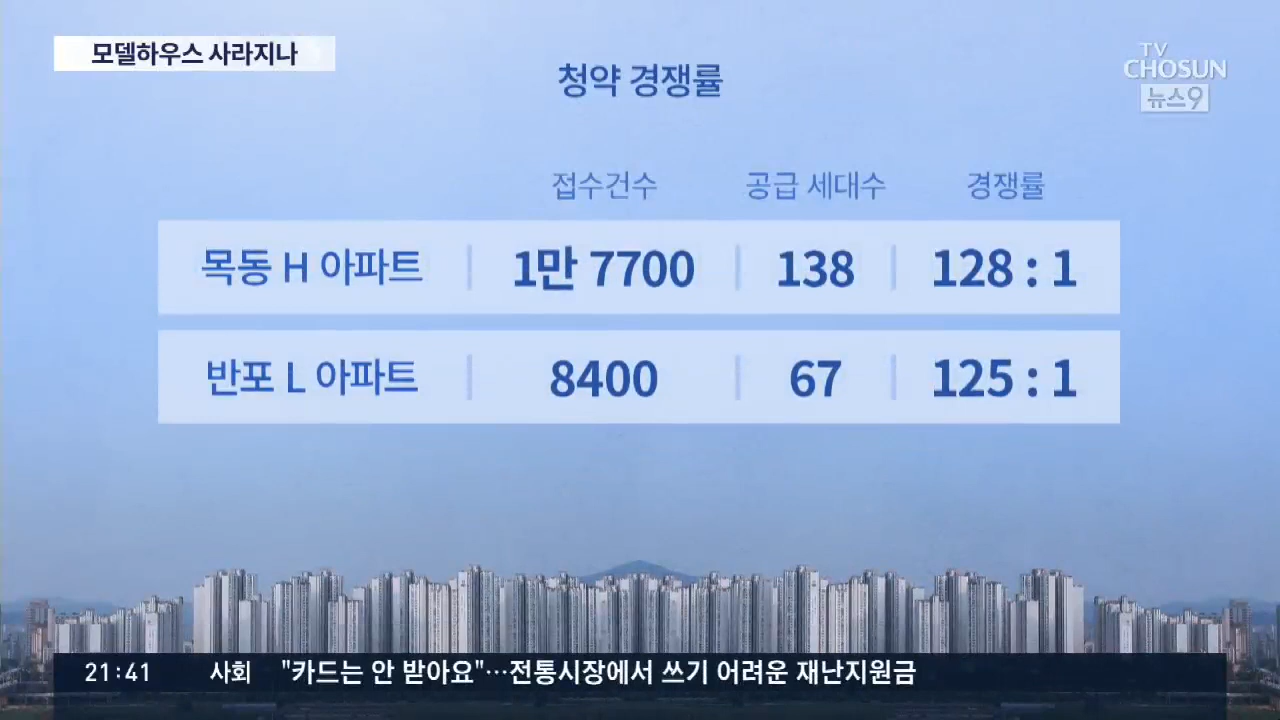 모델하우스 사라지나
TV
CHOSUN
뉴스9
청약 경쟁률
접수건수 공급 세대수 경쟁률
목동 H 아파트 1만 7700 138 128 : 1
반포 L 아파트 8400 67 125 : 1
21:41 사회 "카드는 안 받아요"…전통시장에서 쓰기 어려운 재난지원금